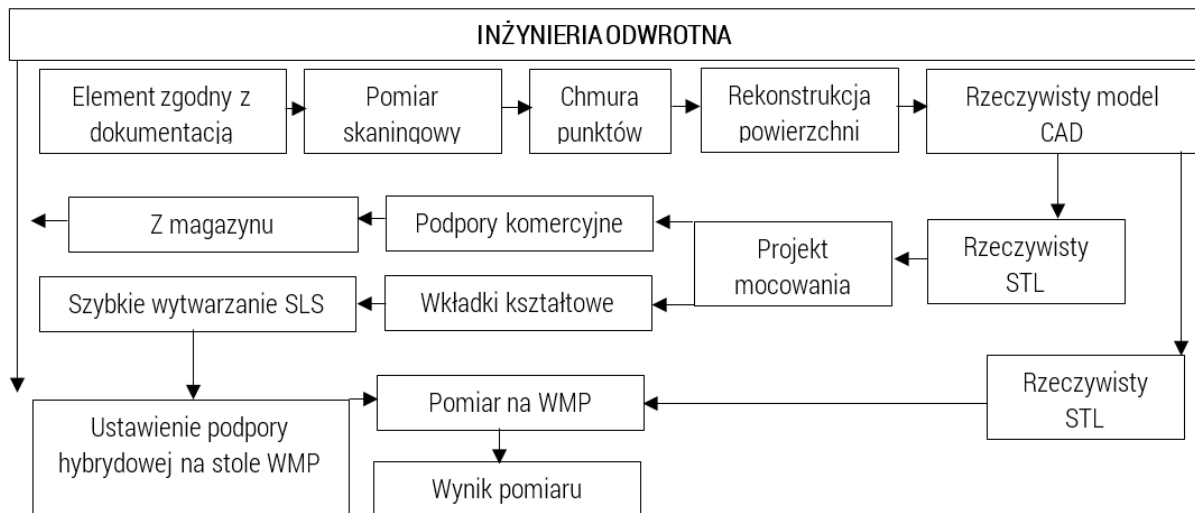 INŻYNIERIA ODWROTNA
Element zgodny z
dokumentacją
Pomiar
skaningowy
Chmura
punktów
Rekonstrukcja
powierzchni
Rzeczywisty model
CAD
Z magazynu
Podpory komercyjne
Projekt
mocowania
Rzeczywisty
STL
Szybkie wytwarzanie SLS
Wkładki kształtowe
Ustawienie podpory
hybrydowej na stole WMP
Pomiar na WMP
Rzeczywisty
STL
Wynik pomiaru